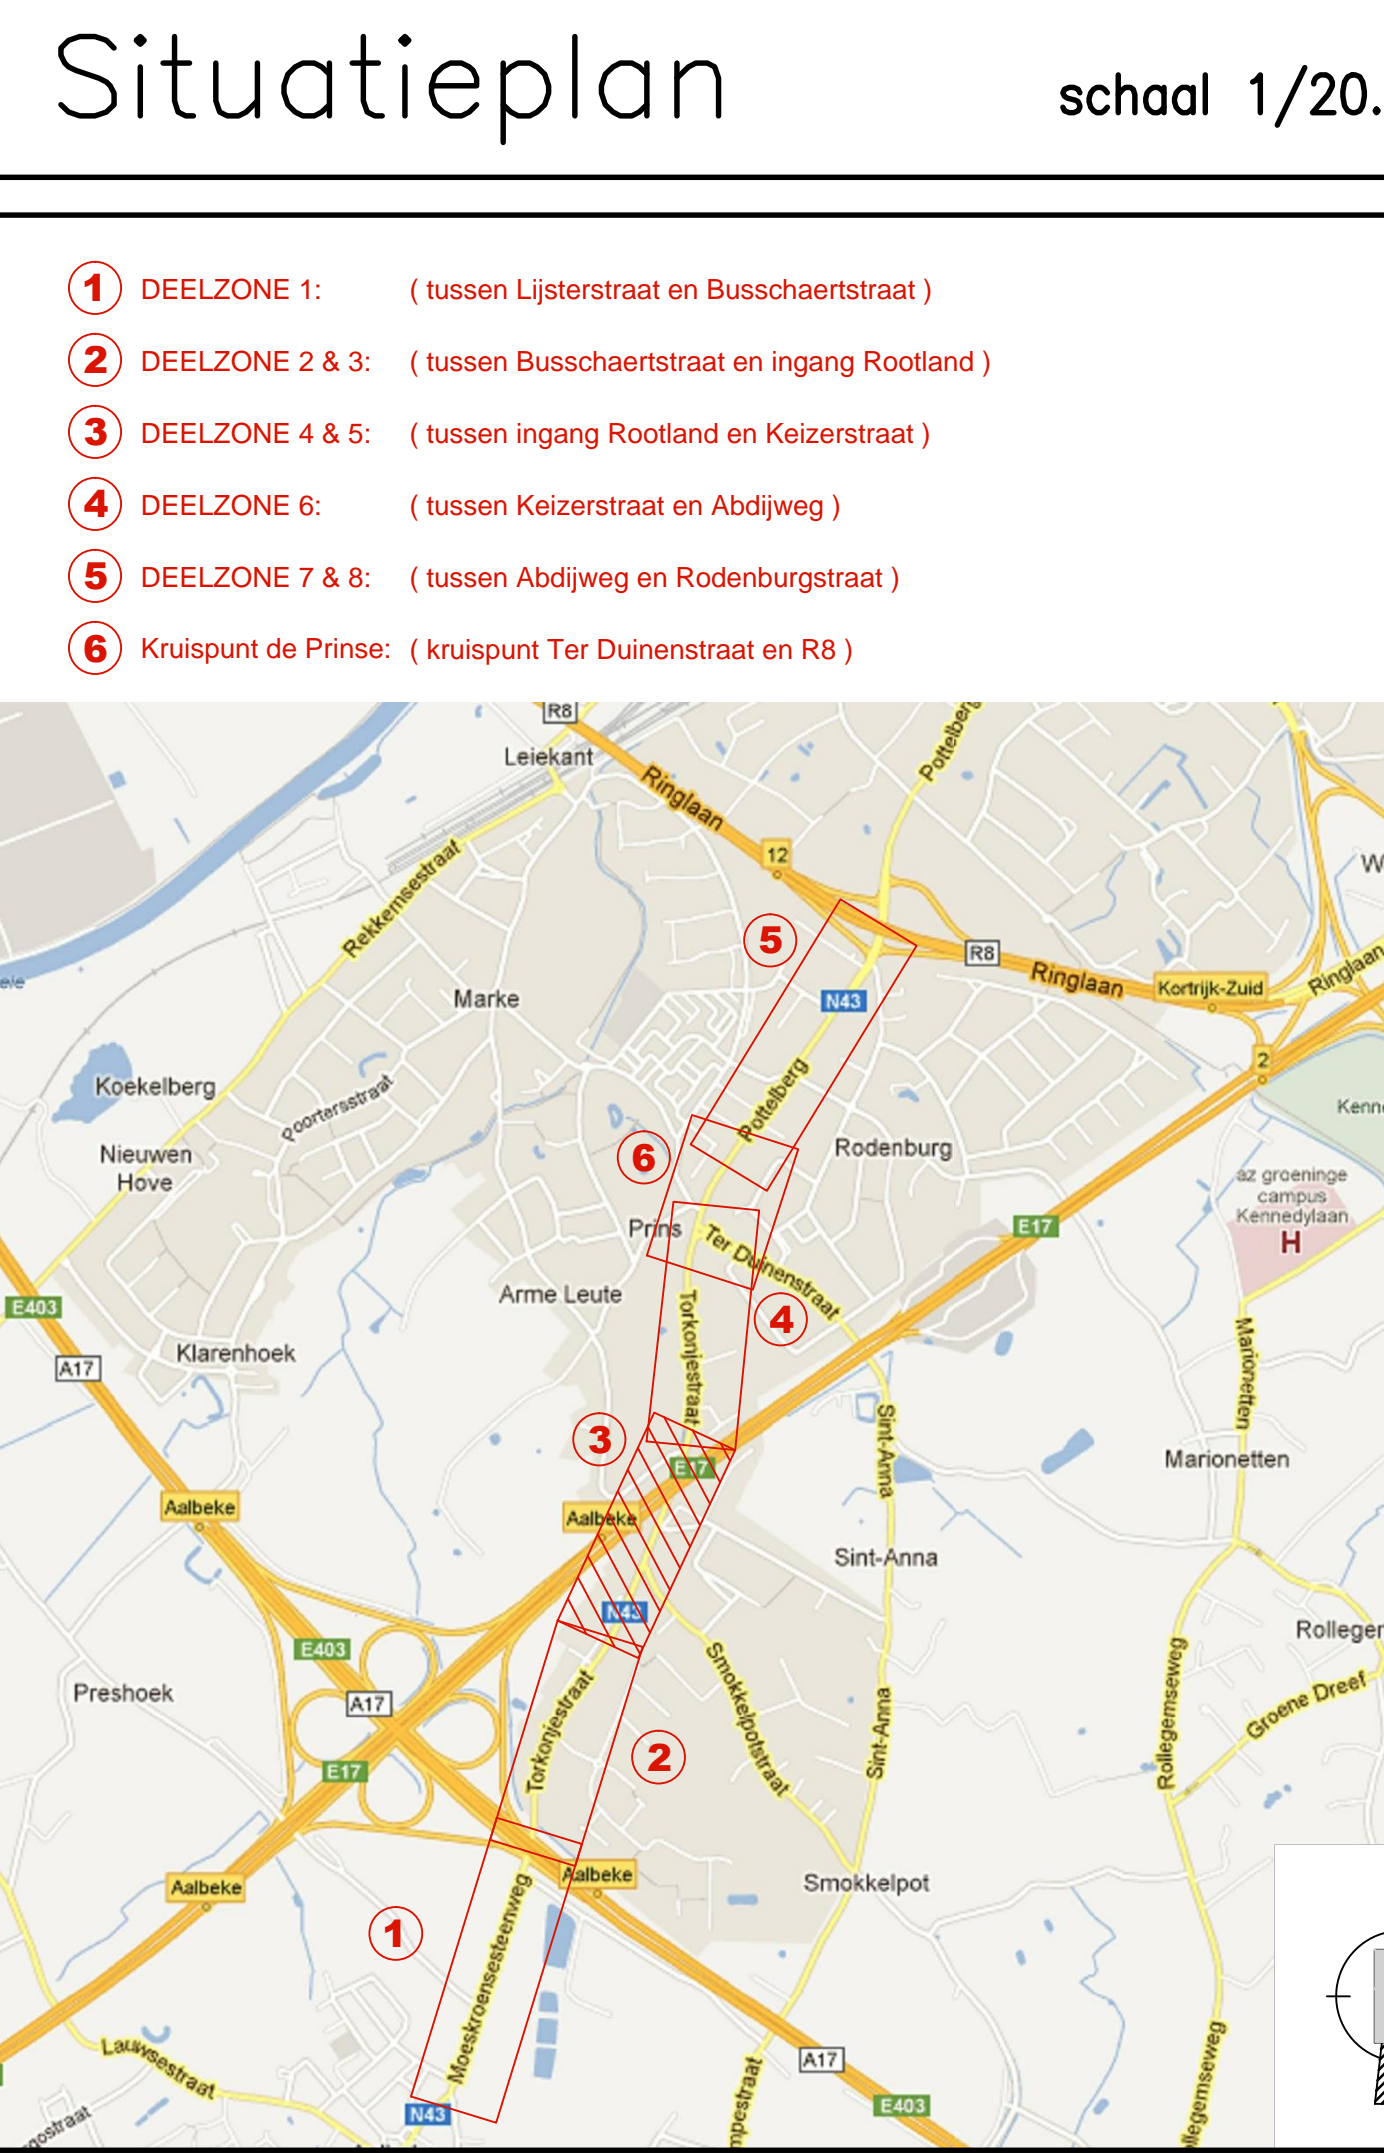 Situatieplan
schaal 1/20.
1 DEELZONE 1: ( tussen Lijsterstraat en Busschaertstraat )
2 DEELZONE 2 & 3: ( tussen Busschaertstraat en ingang Rootland )
3 DEELZONE 4 & 5: ( tussen ingang Rootland en Keizerstraat )
4 DEELZONE 6: ( tussen Keizerstraat en Abdijweg )
5 DEELZONE 7 & 8: ( tussen Abdijweg en Rodenburgstraat )
6 Kruispunt de Prinse: ( kruispunt Ter Duinenstraat en R8 )
R8
Leiekant
Ringlaan
Pottelberg
12
Rekkemsestraat
5
R8
Ringlaan
Kortrijk-Zuid
Ringlaan
Marke
N43
2
Koekelberg
Poortersstraat
Pottelberg
Nieuwen
Hove
6
Rodenburg
az groeninge
campus
Kennedylaan
H
Prins
Ter Duinenstraat
E17
Arme Leute
E403
4
Torkonjestraat
Klarenhoek
A17
Marionetten
3
Sint-Anna
Marionetten
E17
Aalbeke
Aalbeke
Sint-Anna
N43
E403
Preshoek
A17
Smokkelpotstraat
Rollegemseweg
Groene Dreef
Torkonjestraat
2
Sint-Anna
E17
Aalbeke
Aalbeke
Smokkelpot
1
Moeskroensesteenweg
Lauwsestraat
A17
N43
E403